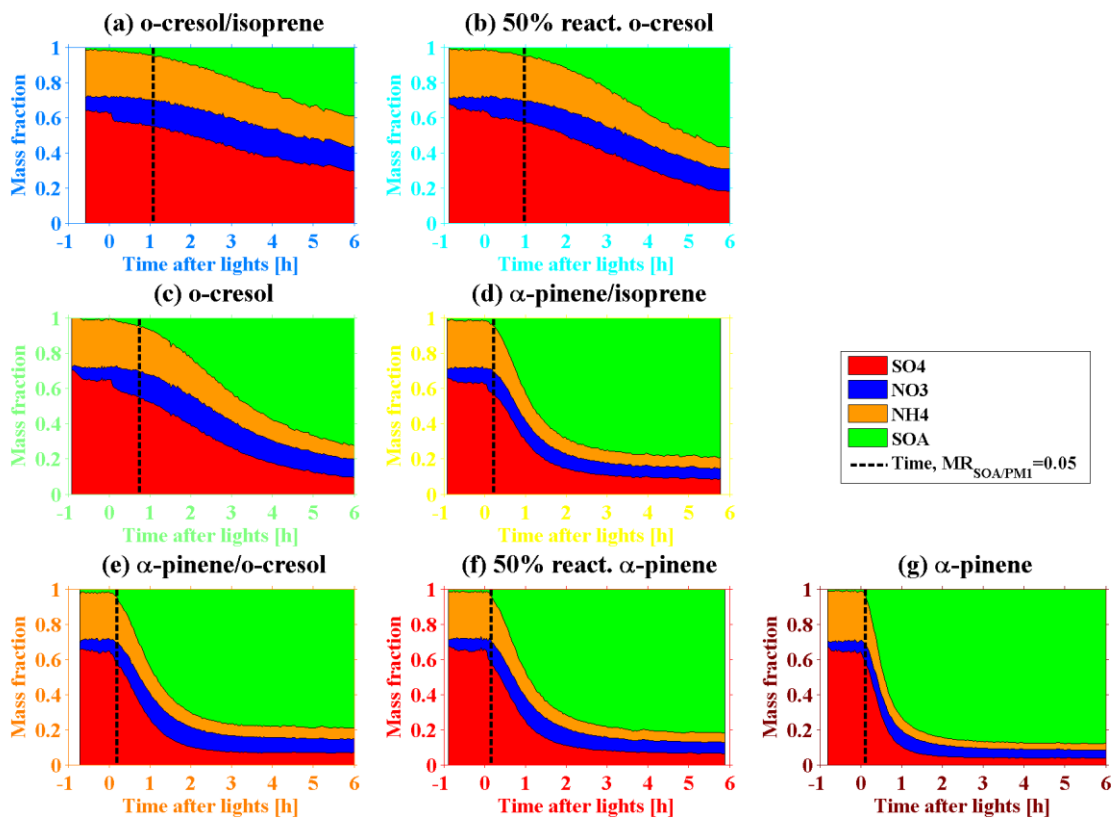 (a) o-cresol/isoprene
(b) 50% react. o-cresol
Mass fraction
1
0.8
0.6
0.4
0.2
0
-1 0 1 2 3 4 5 6
Time after lights [h]
Mass fraction
1
0.8
0.6
0.4
0.2
0
-1 0 1 2 3 4 5 6
Time after lights [h]
(c) o-cresol
(d) α-pinene/isoprene
Mass fraction
1
0.8
0.6
0.4
0.2
0
-1 0 1 2 3 4 5 6
Time after lights [h]
Mass fraction
1
0.8
0.6
0.4
0.2
0
-1 0 1 2 3 4 5 6
Time after lights [h]
SO4
NO3
NH4
SOA
Time, MR_SOA/PM1=0.05
(e) α-pinene/o-cresol
(f) 50% react. α-pinene
(g) α-pinene
Mass fraction
1
0.8
0.6
0.4
0.2
0
-1 0 1 2 3 4 5 6
Time after lights [h]
Mass fraction
1
0.8
0.6
0.4
0.2
0
-1 0 1 2 3 4 5 6
Time after lights [h]
Mass fraction
1
0.8
0.6
0.4
0.2
0
-1 0 1 2 3 4 5 6
Time after lights [h]